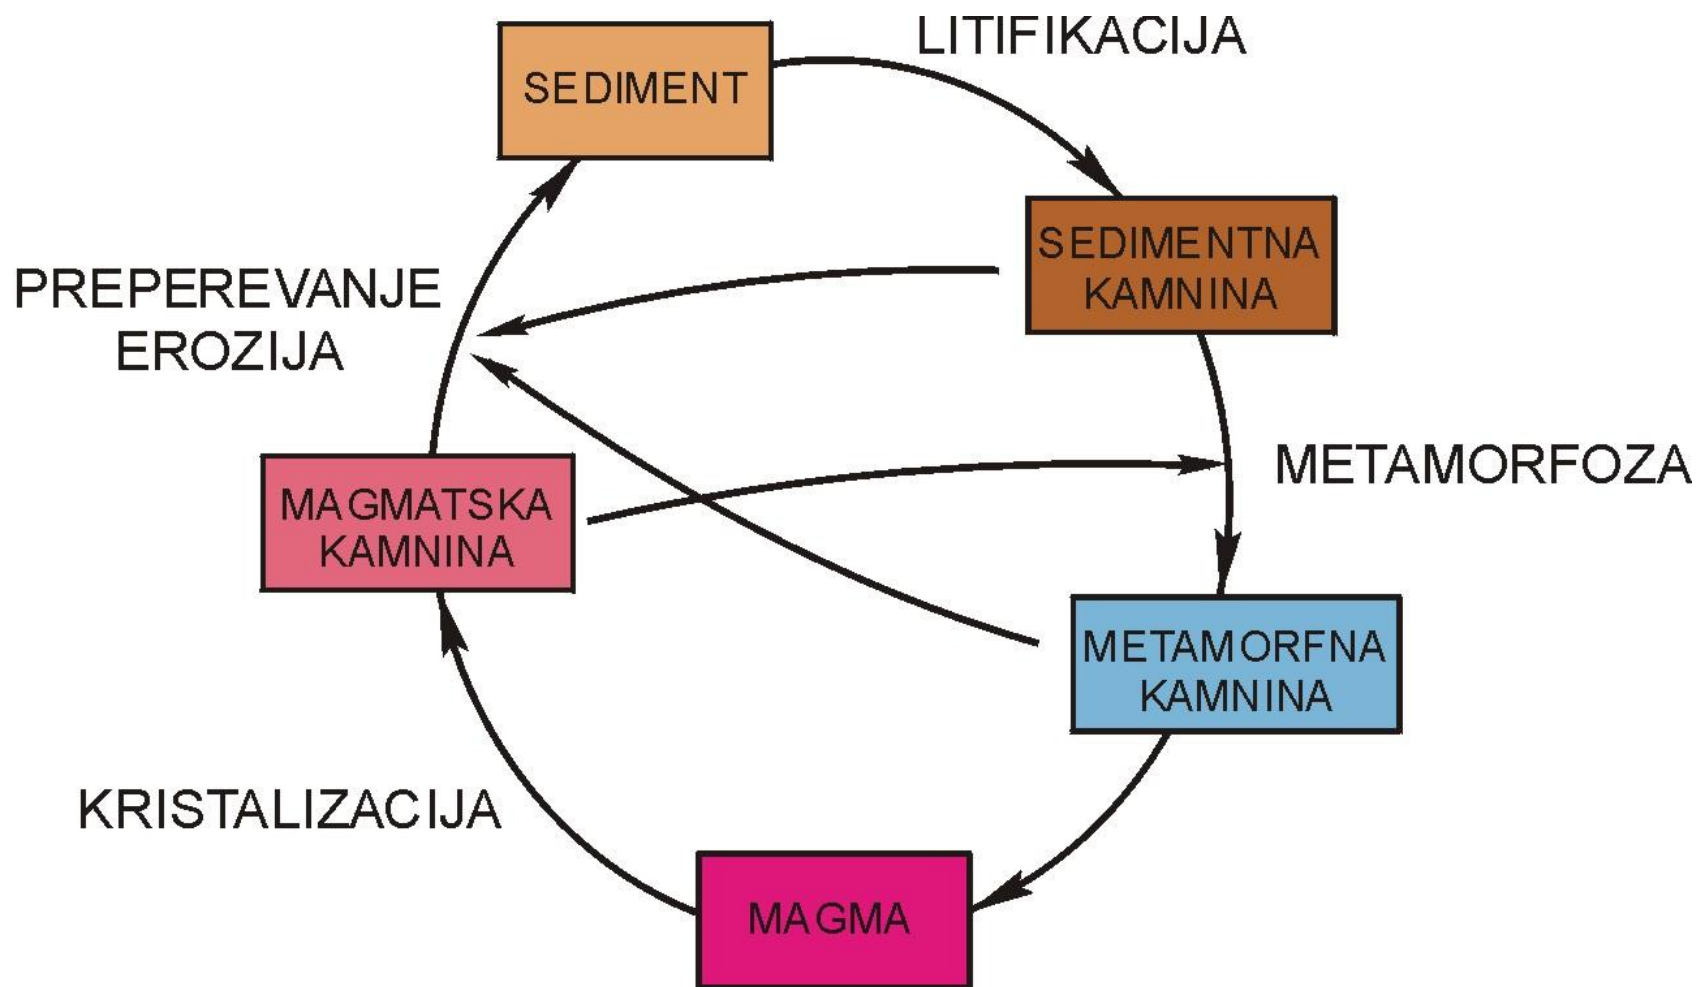 LITIFIKACIJA
SEDIMENT
SEDIMENTNA
KAMNINA
PREPEREVANJE
EROZIJA
METAMORFOZA
MAGMATSKA
KAMNINA
METAMORFNA
KAMNINA
KRISTALIZACIJA
MAGMA